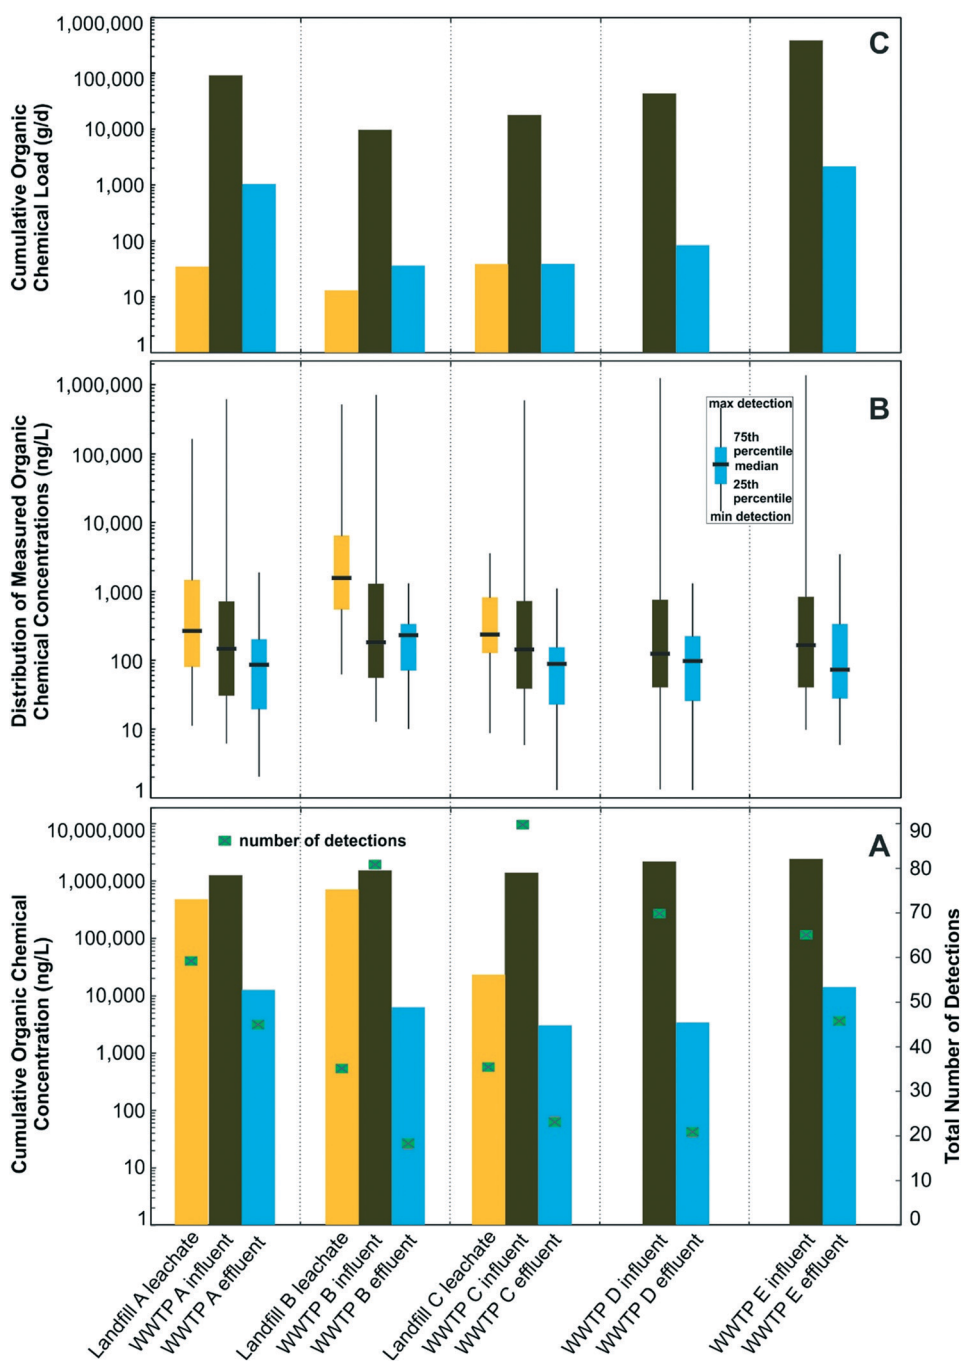 C
Cumulative Organic
Chemical Load (g/d)
1,000,000
100,000
10,000
1,000
100
10
1
B
Distribution of Measured Organic
Chemical Concentrations (ng/L)
1,000,000
100,000
10,000
1,000
100
10
1
max detection
75th
percentile
median
25th
percentile
min detection
A
Cumulative Organic Chemical
Concentration (ng/L)
10,000,000
1,000,000
100,000
10,000
1,000
100
10
1
number of detections
90
80
70
60
50
40
30
20
10
0
Total Number of Detections
Landfill A leachate
WWTP A influent
WWTP A effluent
Landfill B leachate
WWTP B influent
WWTP B effluent
Landfill C leachate
WWTP C influent
WWTP C effluent
WWTP D influent
WWTP D effluent
WWTP E influent
WWTP E effluent